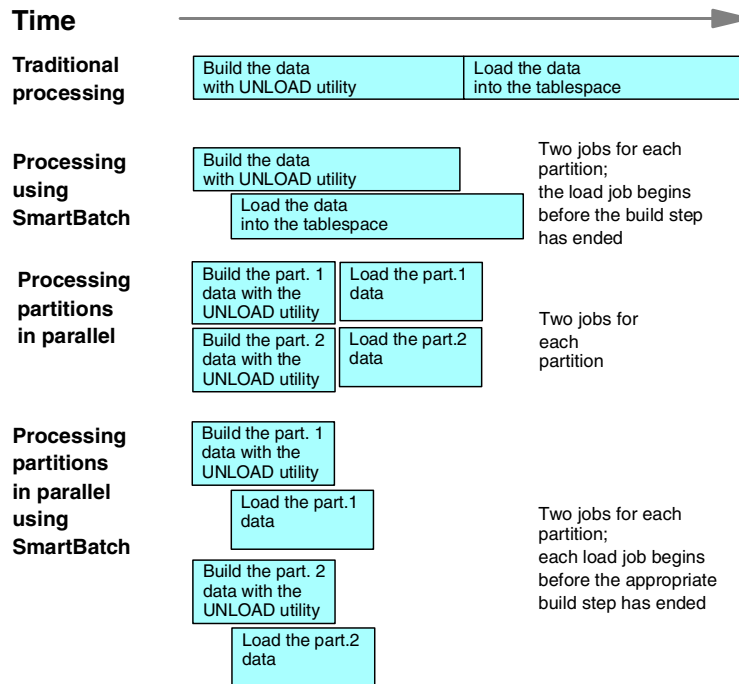 Time
Traditional
processing
Build the data
with UNLOAD utility
Load the data
into the tablespace
Processing
using
SmartBatch
Build the data
with UNLOAD utility
Load the data
into the tablespace
Two jobs for each
partition;
the load job begins
before the build step
has ended
Processing
partitions
in parallel
Build the part. 1
data with the
UNLOAD utility
Load the part.1
data
Build the part. 2
data with the
UNLOAD utility
Load the part.2
data
Two jobs for
each
partition
Processing
partitions
in parallel
using
SmartBatch
Build the part. 1
data with the
UNLOAD utility
Load the part.1
data
Build the part. 2
data with the
UNLOAD utility
Load the part.2
data
Two jobs for each
partition;
each load job begins
before the appropriate
build step has ended